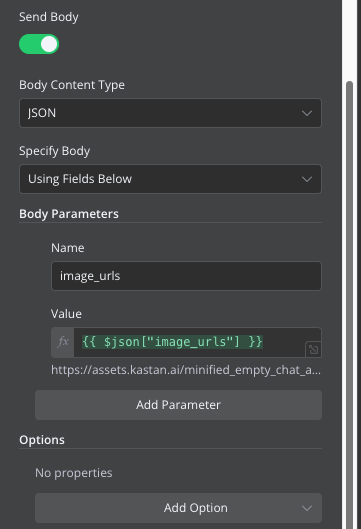 Send Body
Body Content Type
JSON
Specify Body
Using Fields Below
Body Parameters
Name
image_urls
Value
fx {{ $json["image_urls"] }}
https://assets.kastan.ai/minified_empty_chat_a...
Add Parameter
Options
No properties
Add Option